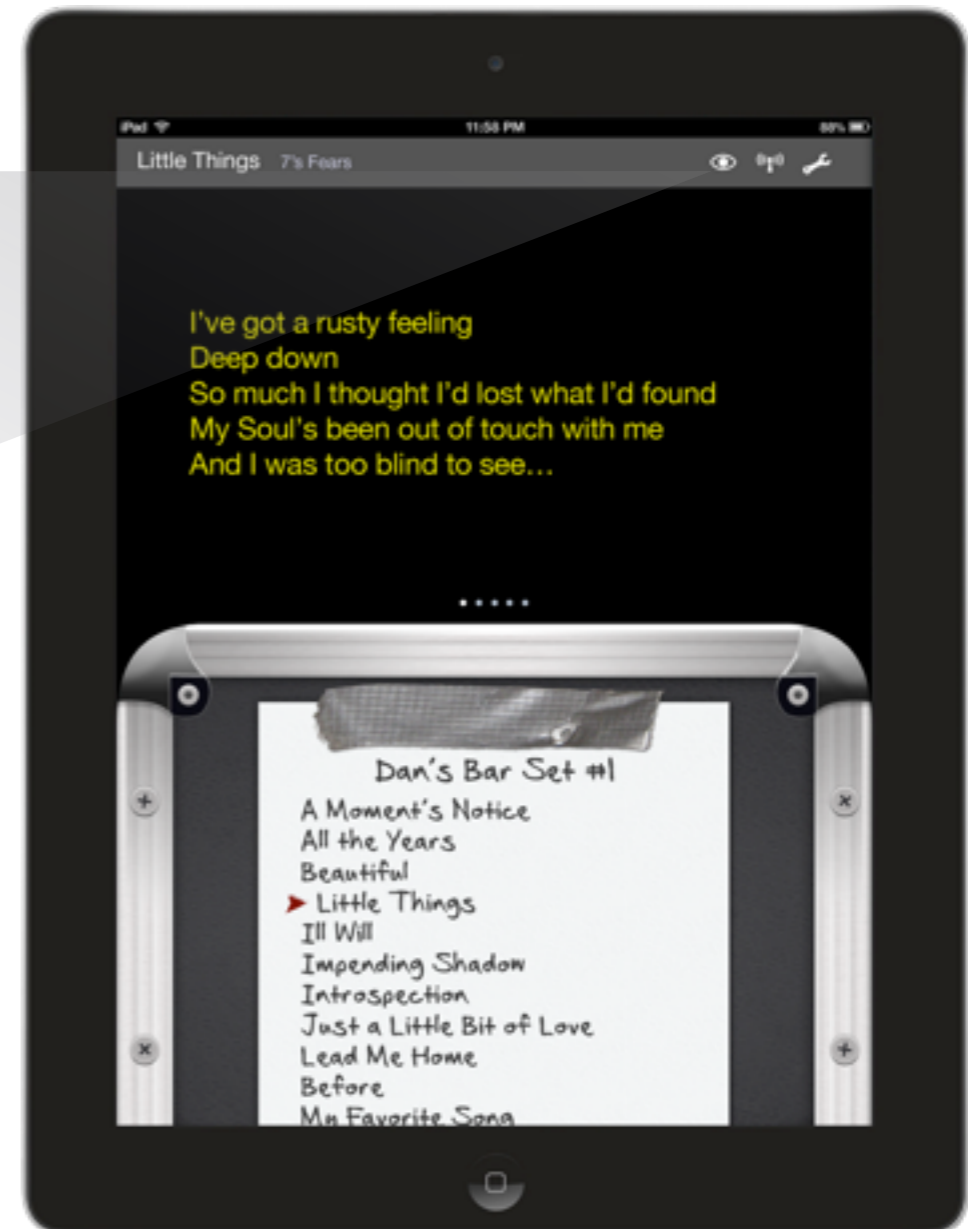 iPad
11:58 PM
88%
Little Things 7's Fears
I've got a rusty feeling
Deep down
So much I thought I'd lost what I'd found
My Soul's been out of touch with me
And I was too blind to see…
Dan's Bar Set #1
A Moment's Notice
All the Years
Beautiful
Little Things
Ill Will
Impending Shadow
Introspection
Just a Little Bit of Love
Lead Me Home
Before
My Favorite Song